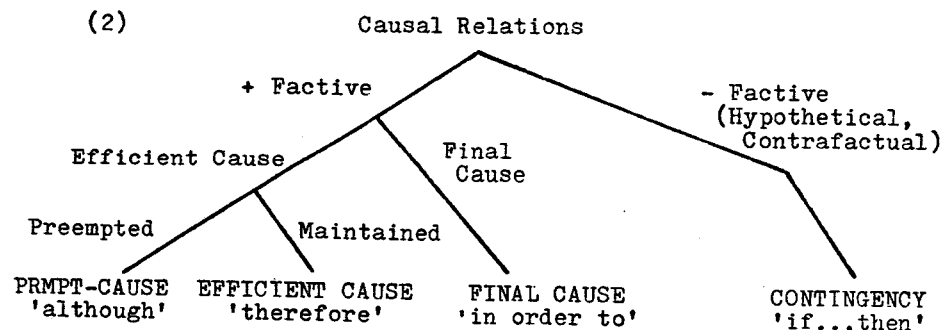 (2)
Causal Relations
+ Factive
- Factive
(Hypothetical,
Contrafactual)
Efficient Cause
Final
Cause
Preempted
Maintained
PRMPT-CAUSE EFFICIENT CAUSE FINAL CAUSE CONTINGENCY
'although' 'therefore' 'in order to' 'if...then'